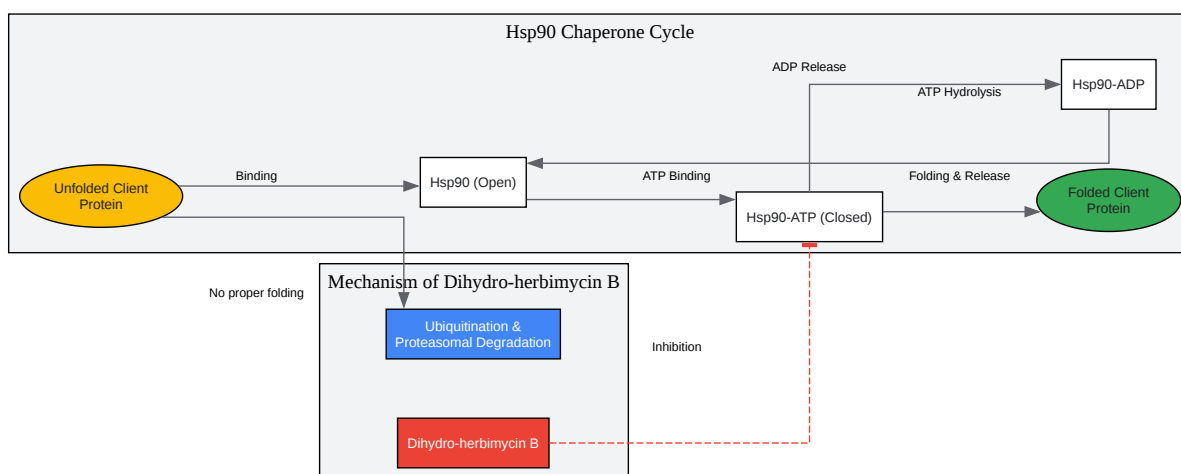 Hsp90 Chaperone Cycle
ADP Release
Hsp90-ADP
ATP Hydrolysis
Binding
Hsp90 (Open)
ATP Binding
Folding & Release
Unfolded Client
Protein
Hsp90-ATP (Closed)
Folded Client
Protein
Mechanism of Dihydro-herbimycin B
No proper folding
Ubiquitination &
Proteasomal Degradation
Inhibition
Dihydro-herbimycin B